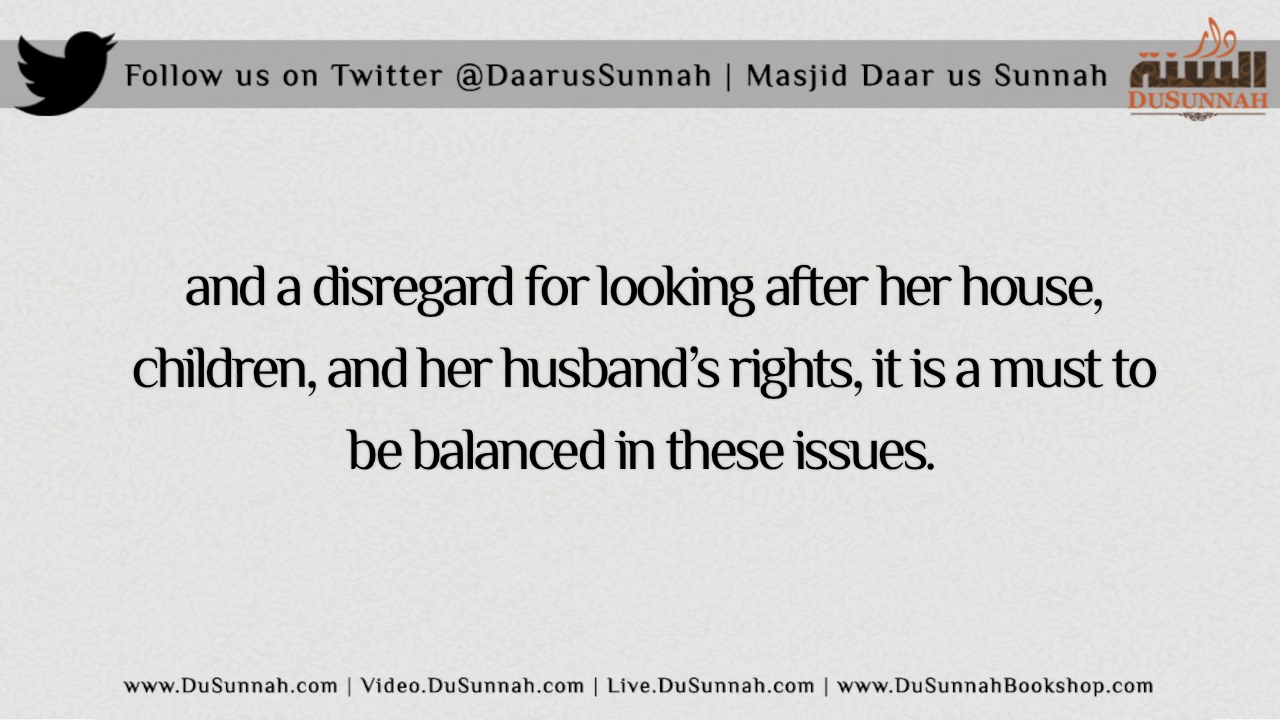 Follow us on Twitter @DaarusSunnah | Masjid Daar us Sunnah
دار
السنة
DUSUNNAH
and a disregard for looking after her house,
children, and her husband’s rights, it is a must to
be balanced in these issues.
www.DuSunnah.com | Video.DuSunnah.com | Live.DuSunnah.com | www.DuSunnahBookshop.com